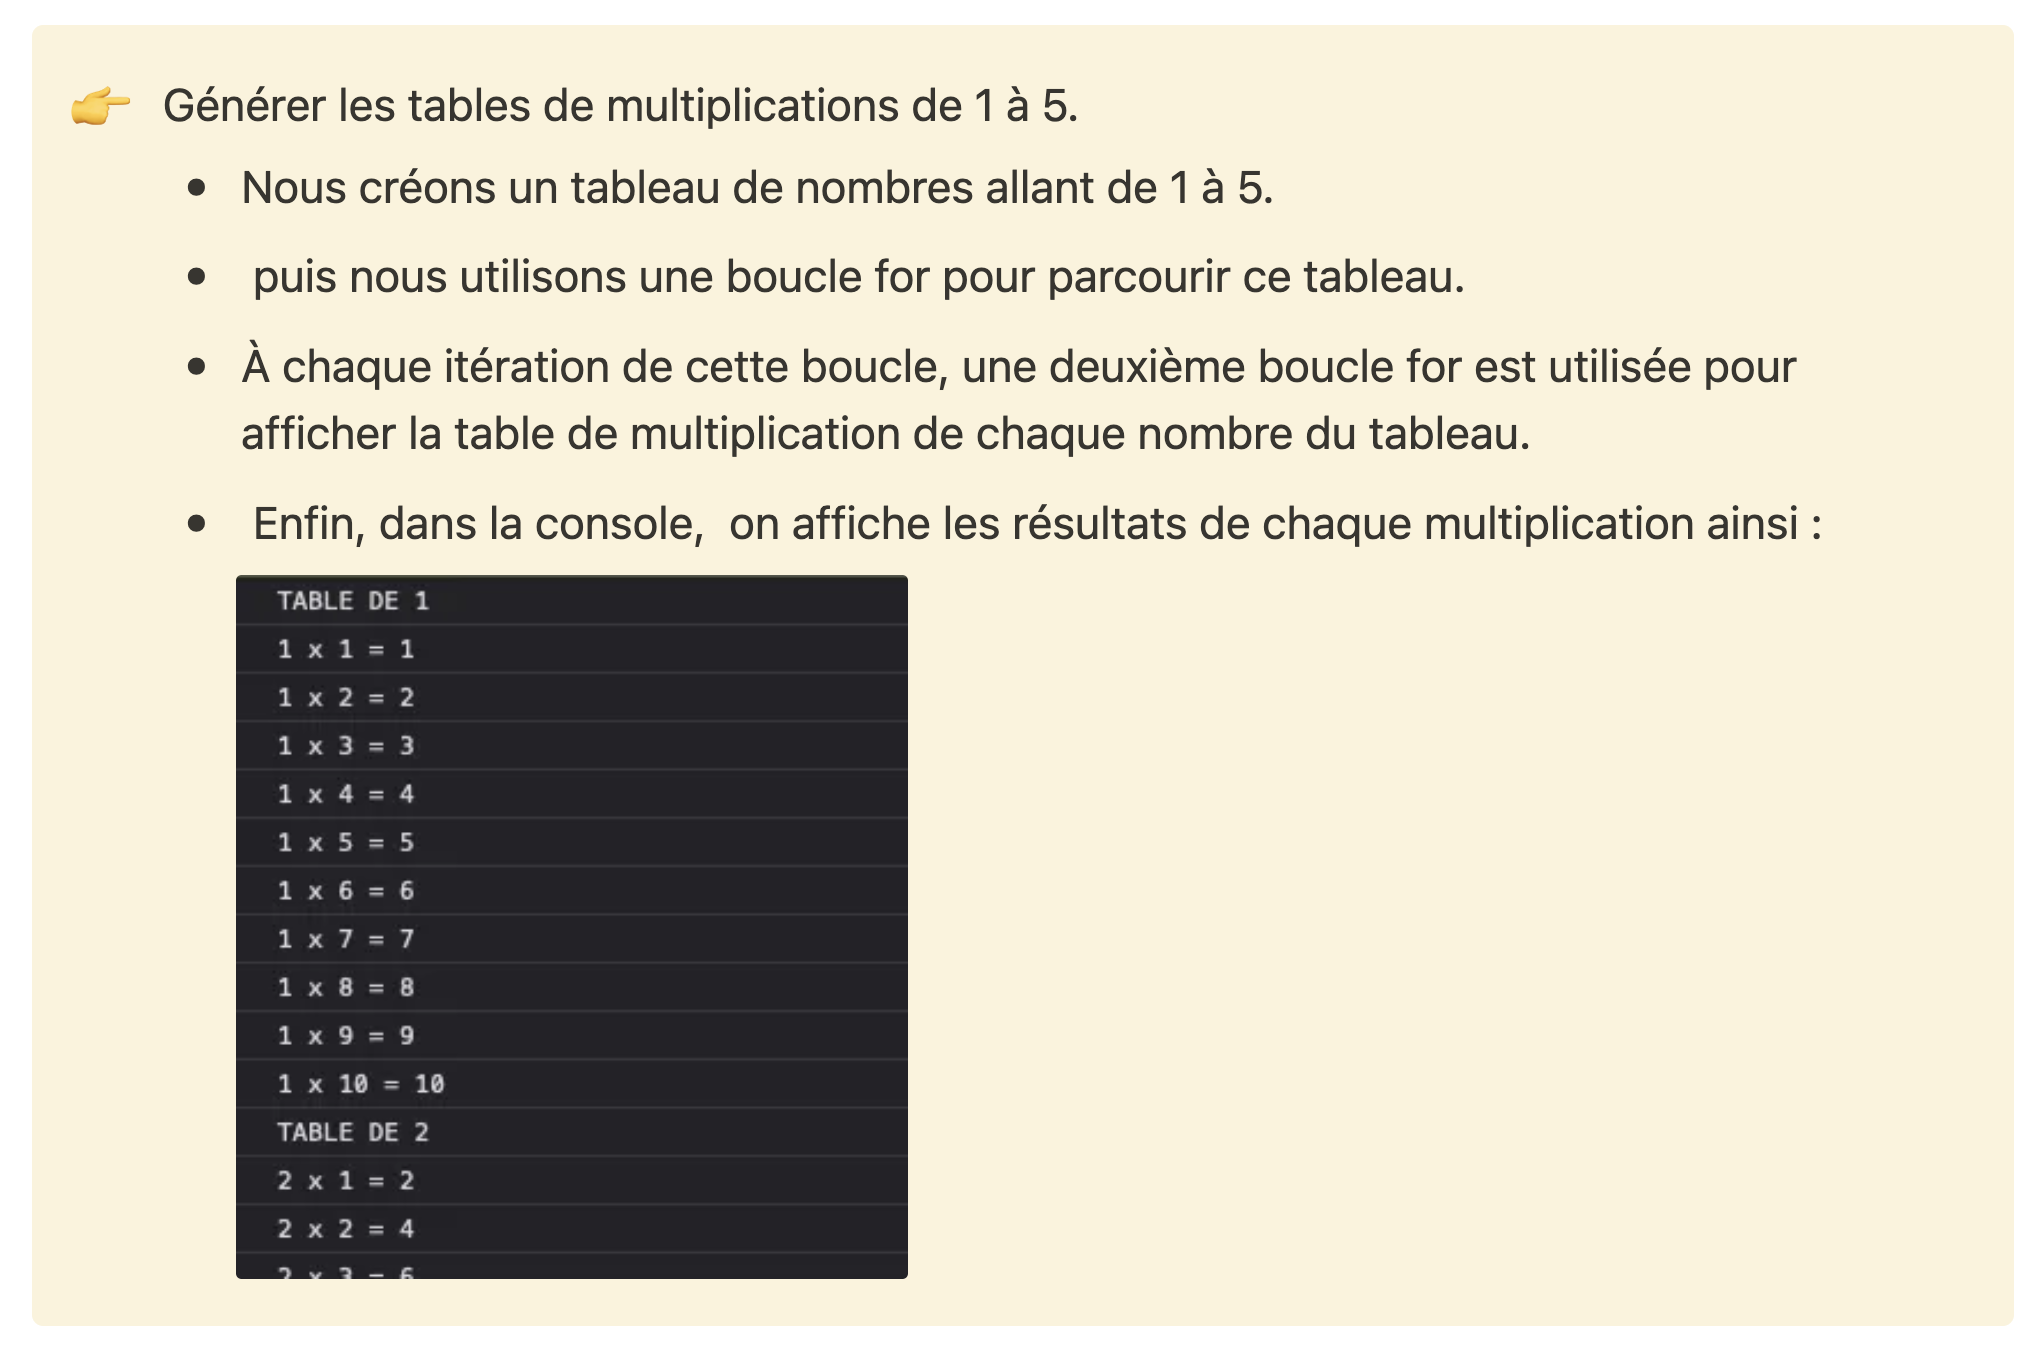 Générer les tables de multiplications de 1 à 5.
Nous créons un tableau de nombres allant de 1 à 5.
puis nous utilisons une boucle for pour parcourir ce tableau.
À chaque itération de cette boucle, une deuxième boucle for est utilisée pour
afficher la table de multiplication de chaque nombre du tableau.
Enfin, dans la console,  on affiche les résultats de chaque multiplication ainsi :
TABLE DE 1
1 x 1 = 1
1 x 2 = 2
1 x 3 = 3
1 x 4 = 4
1 x 5 = 5
1 x 6 = 6
1 x 7 = 7
1 x 8 = 8
1 x 9 = 9
1 x 10 = 10
TABLE DE 2
2 x 1 = 2
2 x 2 = 4
2 x 3 = 6